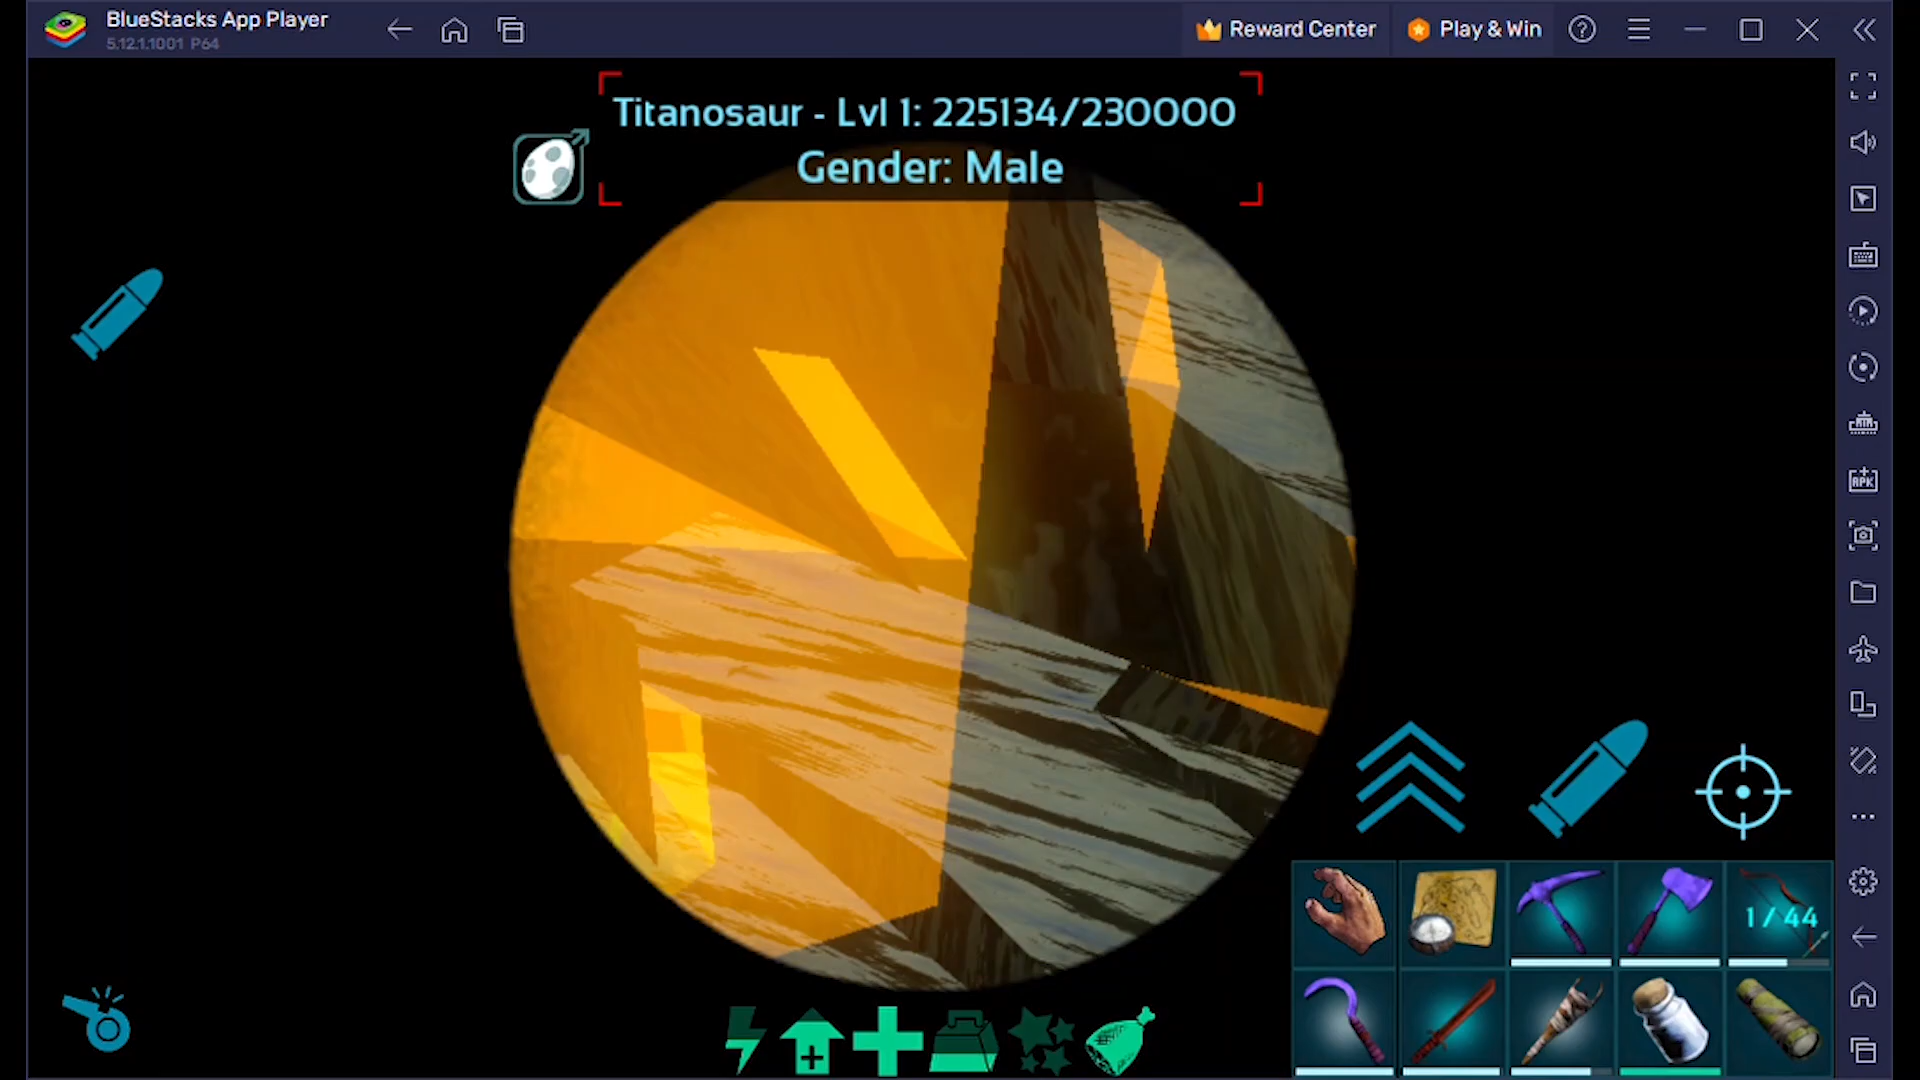 BlueStacks App Player
5.12.1.1001 P64
Reward Center
Play & Win
Titanosaur - Lvl 1: 225134/230000
Gender: Male
1/44
APK